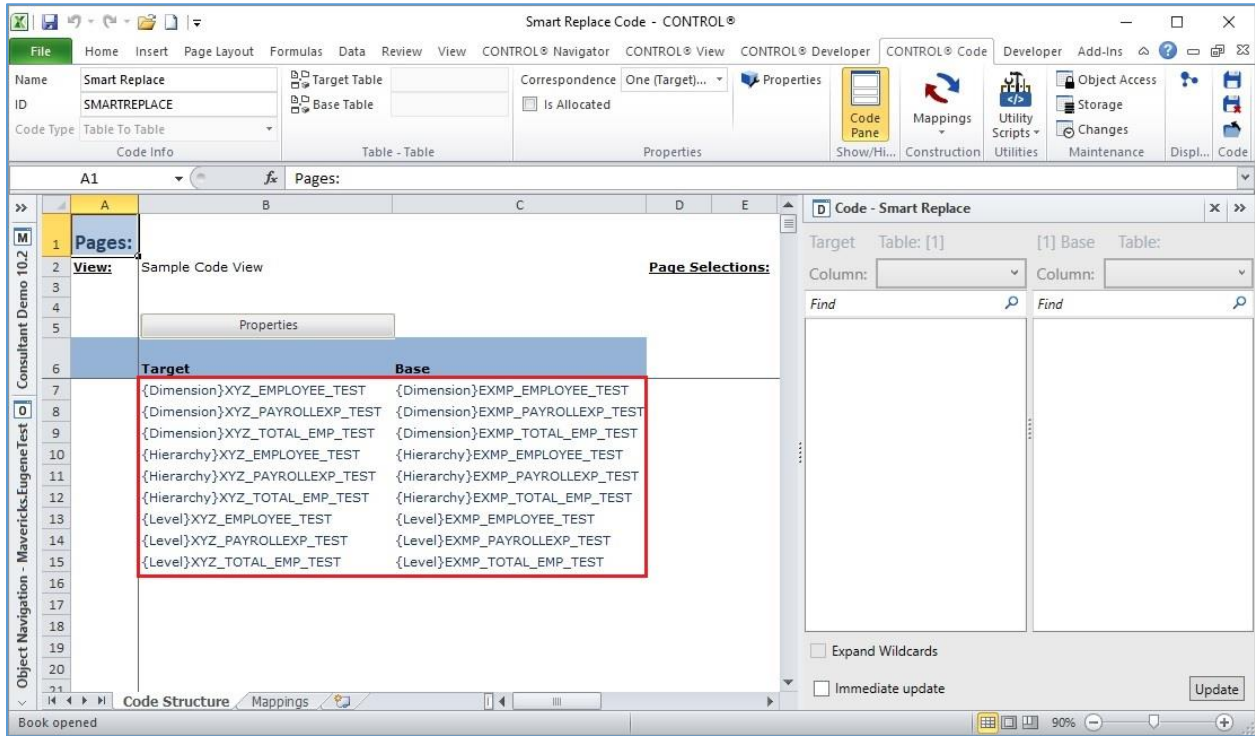 Smart Replace Code - CONTROL®
File Home Insert Page Layout Formulas Data Review View CONTROL® Navigator CONTROL® View CONTROL® Developer CONTROL® Code Developer Add-Ins
Name Smart Replace Target Table Correspondence One (Target)... Properties Object Access
ID SMARTREPLACE Base Table Is Allocated Code Pane Mappings Utility Scripts Storage
Code Type Table To Table Changes
Code Info Table - Table Properties Show/Hi... Construction Utilities Maintenance Displ... Code
A1 fx Pages:
A B C D E
1 Pages:
2 View: Sample Code View Page Selections:
3
4
5 Properties
6 Target Base
7 {Dimension}XYZ_EMPLOYEE_TEST {Dimension}EXMP_EMPLOYEE_TEST
8 {Dimension}XYZ_PAYROLLEXP_TEST {Dimension}EXMP_PAYROLLEXP_TEST
9 {Dimension}XYZ_TOTAL_EMP_TEST {Dimension}EXMP_TOTAL_EMP_TEST
10 {Hierarchy}XYZ_EMPLOYEE_TEST {Hierarchy}EXMP_EMPLOYEE_TEST
11 {Hierarchy}XYZ_PAYROLLEXP_TEST {Hierarchy}EXMP_PAYROLLEXP_TEST
12 {Hierarchy}XYZ_TOTAL_EMP_TEST {Hierarchy}EXMP_TOTAL_EMP_TEST
13 {Level}XYZ_EMPLOYEE_TEST {Level}EXMP_EMPLOYEE_TEST
14 {Level}XYZ_PAYROLLEXP_TEST {Level}EXMP_PAYROLLEXP_TEST
15 {Level}XYZ_TOTAL_EMP_TEST {Level}EXMP_TOTAL_EMP_TEST
16
17
18
19
20
21
M Consultant Demo 10.2
O Object Navigation - Mavericks.EugeneTest
Code Structure Mappings
D Code - Smart Replace
Target Table: [1] [1] Base Table:
Column: Column:
Find Find
Expand Wildcards
Immediate update Update
Book opened 90%